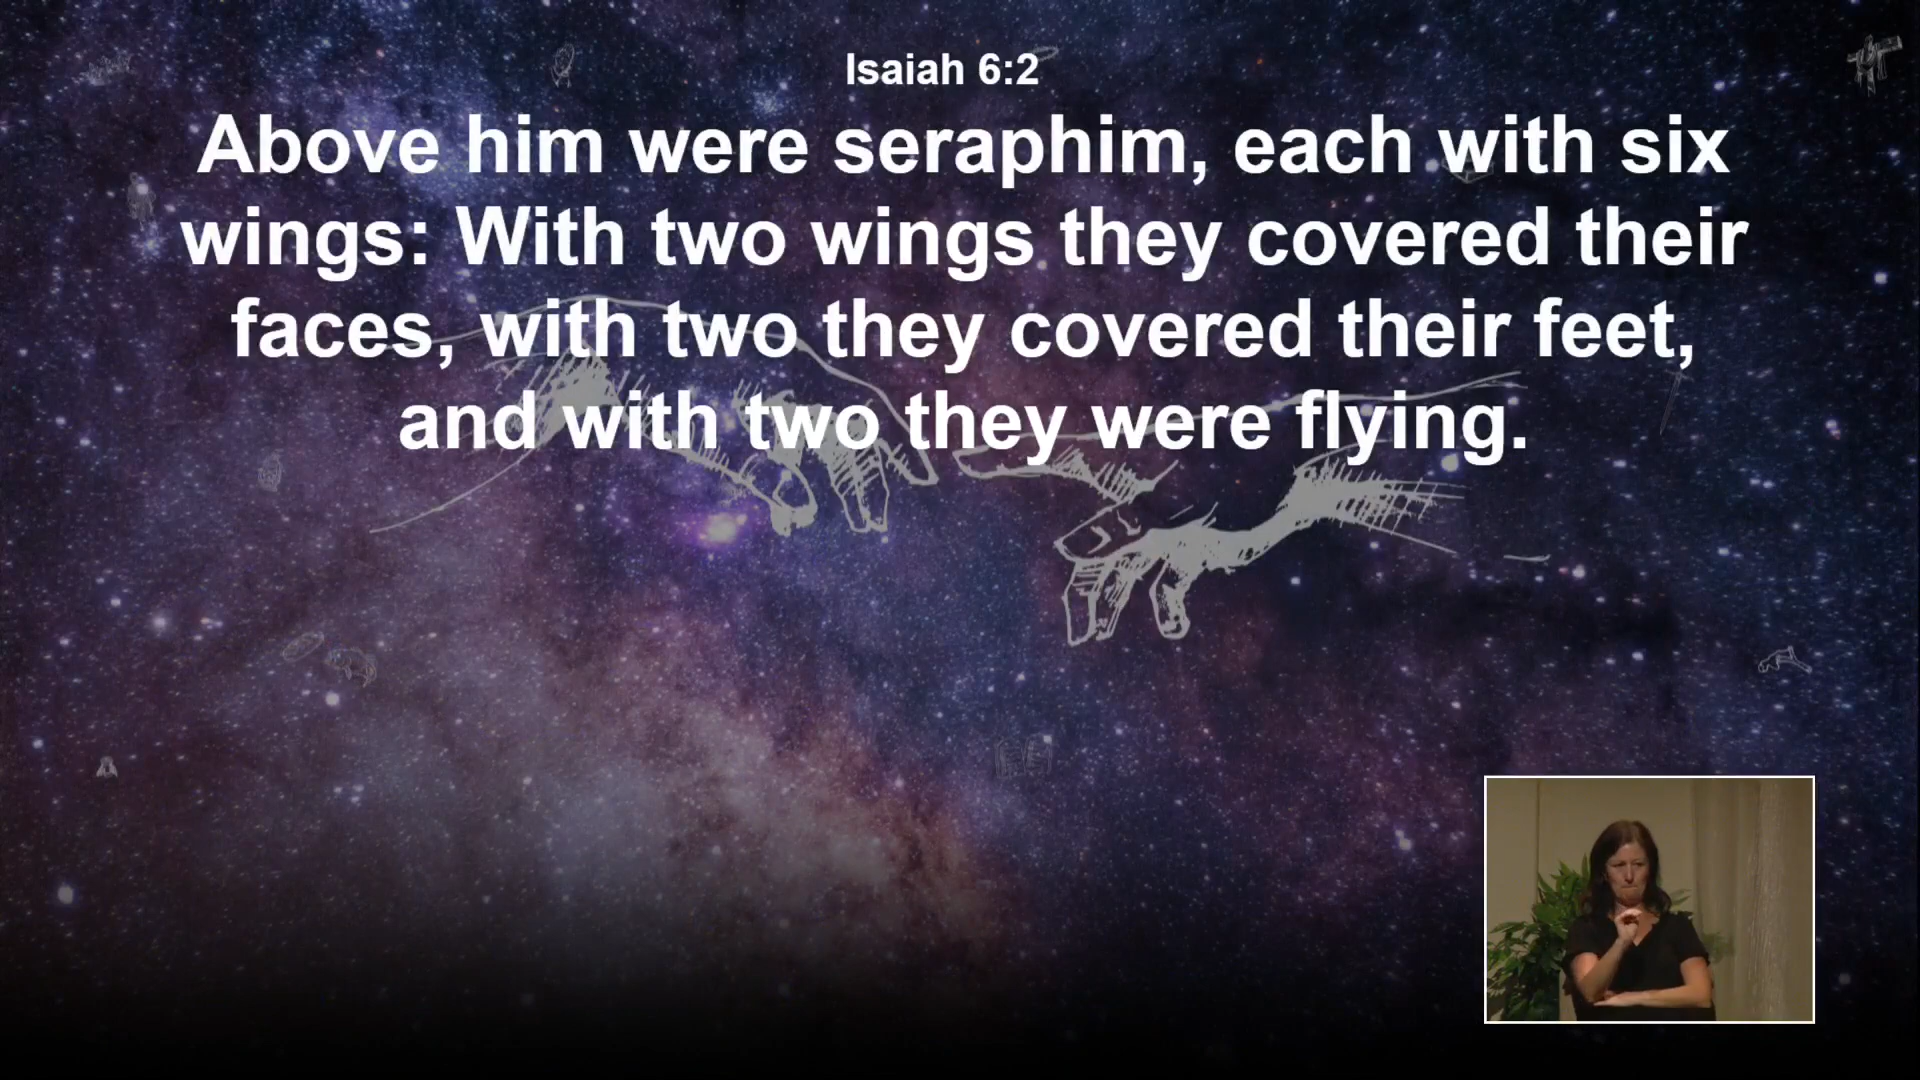 Isaiah 6:2
Above him were seraphim, each with six
wings: With two wings they covered their
faces, with two they covered their feet,
and with two they were flying.